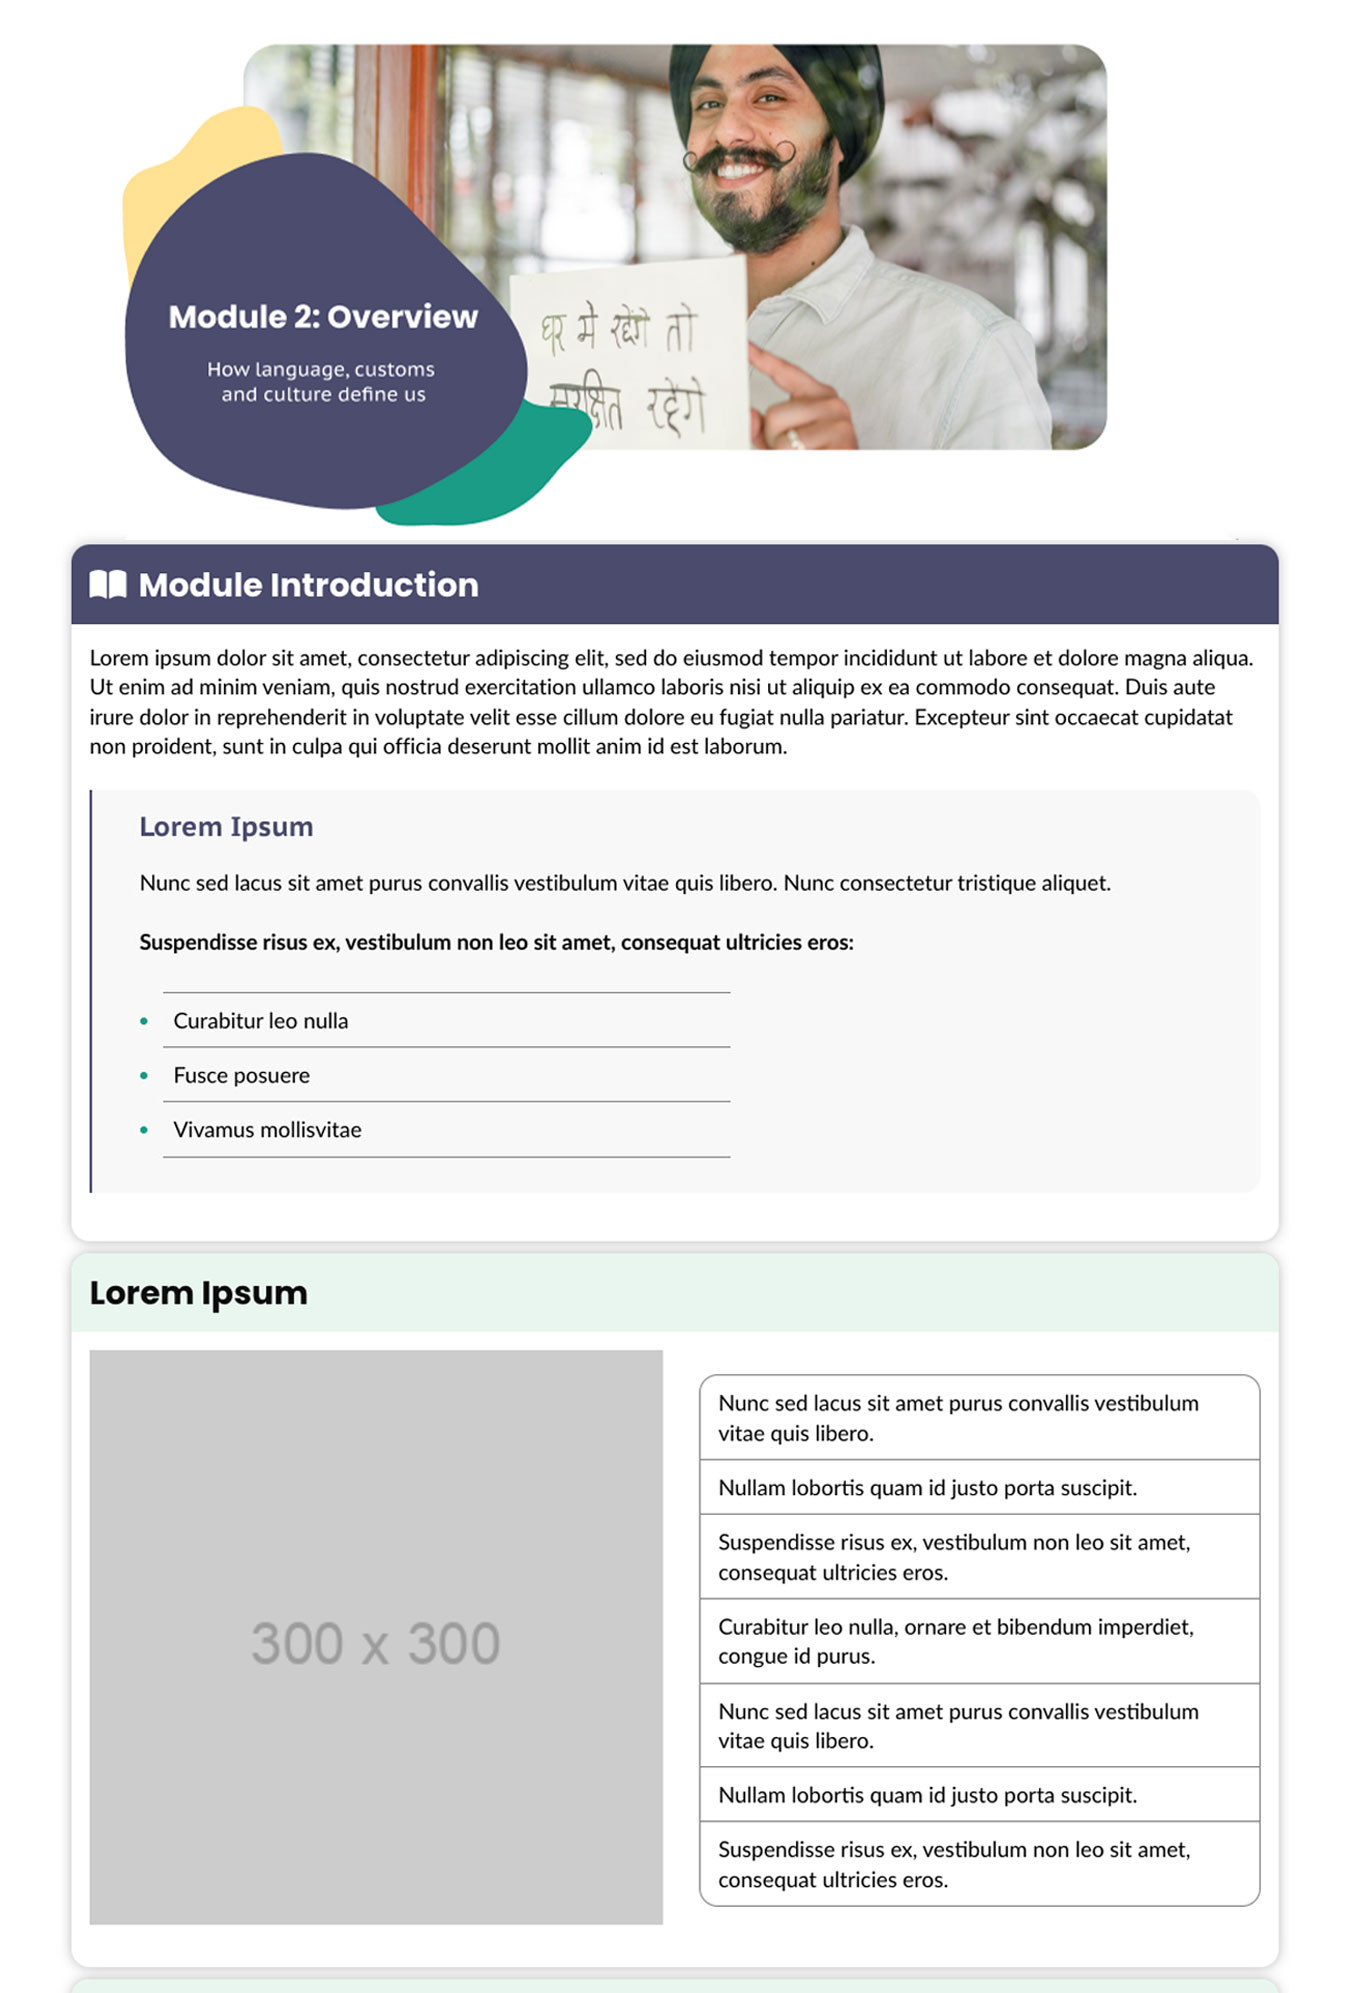 Module 2: Overview
How language, customs
and culture define us
घर में रहेंगे तो
सुरक्षित रहेंगे
Module Introduction
Lorem ipsum dolor sit amet, consectetur adipiscing elit, sed do eiusmod tempor incididunt ut labore et dolore magna aliqua.
Ut enim ad minim veniam, quis nostrud exercitation ullamco laboris nisi ut aliquip ex ea commodo consequat. Duis aute
irure dolor in reprehenderit in voluptate velit esse cillum dolore eu fugiat nulla pariatur. Excepteur sint occaecat cupidatat
non proident, sunt in culpa qui officia deserunt mollit anim id est laborum.
Lorem Ipsum
Nunc sed lacus sit amet purus convallis vestibulum vitae quis libero. Nunc consectetur tristique aliquet.
Suspendisse risus ex, vestibulum non leo sit amet, consequat ultricies eros:
• Curabitur leo nulla
• Fusce posuere
• Vivamus mollisvitae
Lorem Ipsum
300 x 300
Nunc sed lacus sit amet purus convallis vestibulum
vitae quis libero.
Nullam lobortis quam id justo porta suscipit.
Suspendisse risus ex, vestibulum non leo sit amet,
consequat ultricies eros.
Curabitur leo nulla, ornare et bibendum imperdiet,
congue id purus.
Nunc sed lacus sit amet purus convallis vestibulum
vitae quis libero.
Nullam lobortis quam id justo porta suscipit.
Suspendisse risus ex, vestibulum non leo sit amet,
consequat ultricies eros.